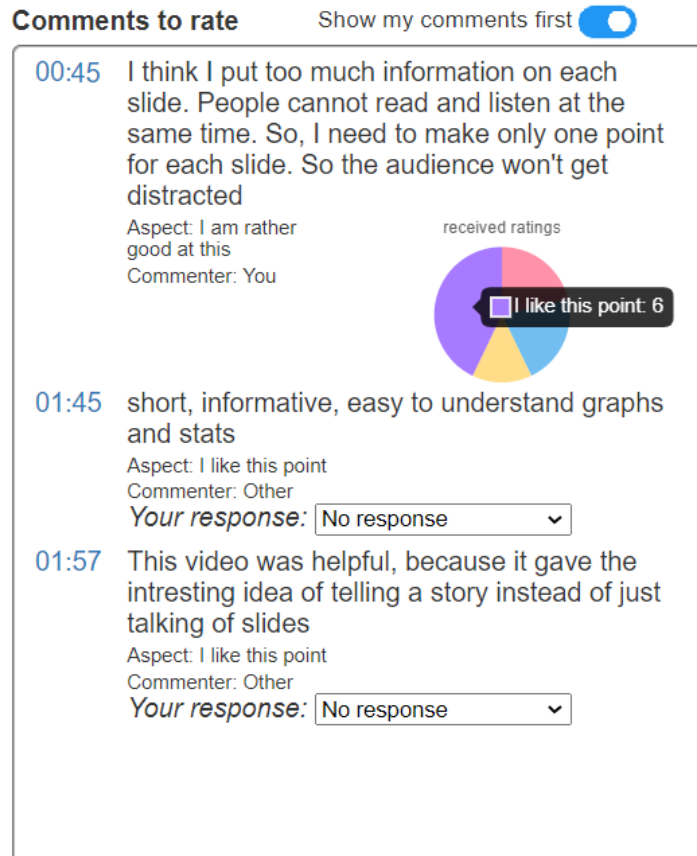 Comments to rate
Show my comments first
00:45
I think I put too much information on each
slide. People cannot read and listen at the
same time. So, I need to make only one point
for each slide. So the audience won't get
distracted
Aspect: I am rather
good at this
Commenter: You
received ratings
I like this point: 6
01:45
short, informative, easy to understand graphs
and stats
Aspect: I like this point
Commenter: Other
Your response: No response
01:57
This video was helpful, because it gave the
intresting idea of telling a story instead of just
talking of slides
Aspect: I like this point
Commenter: Other
Your response: No response